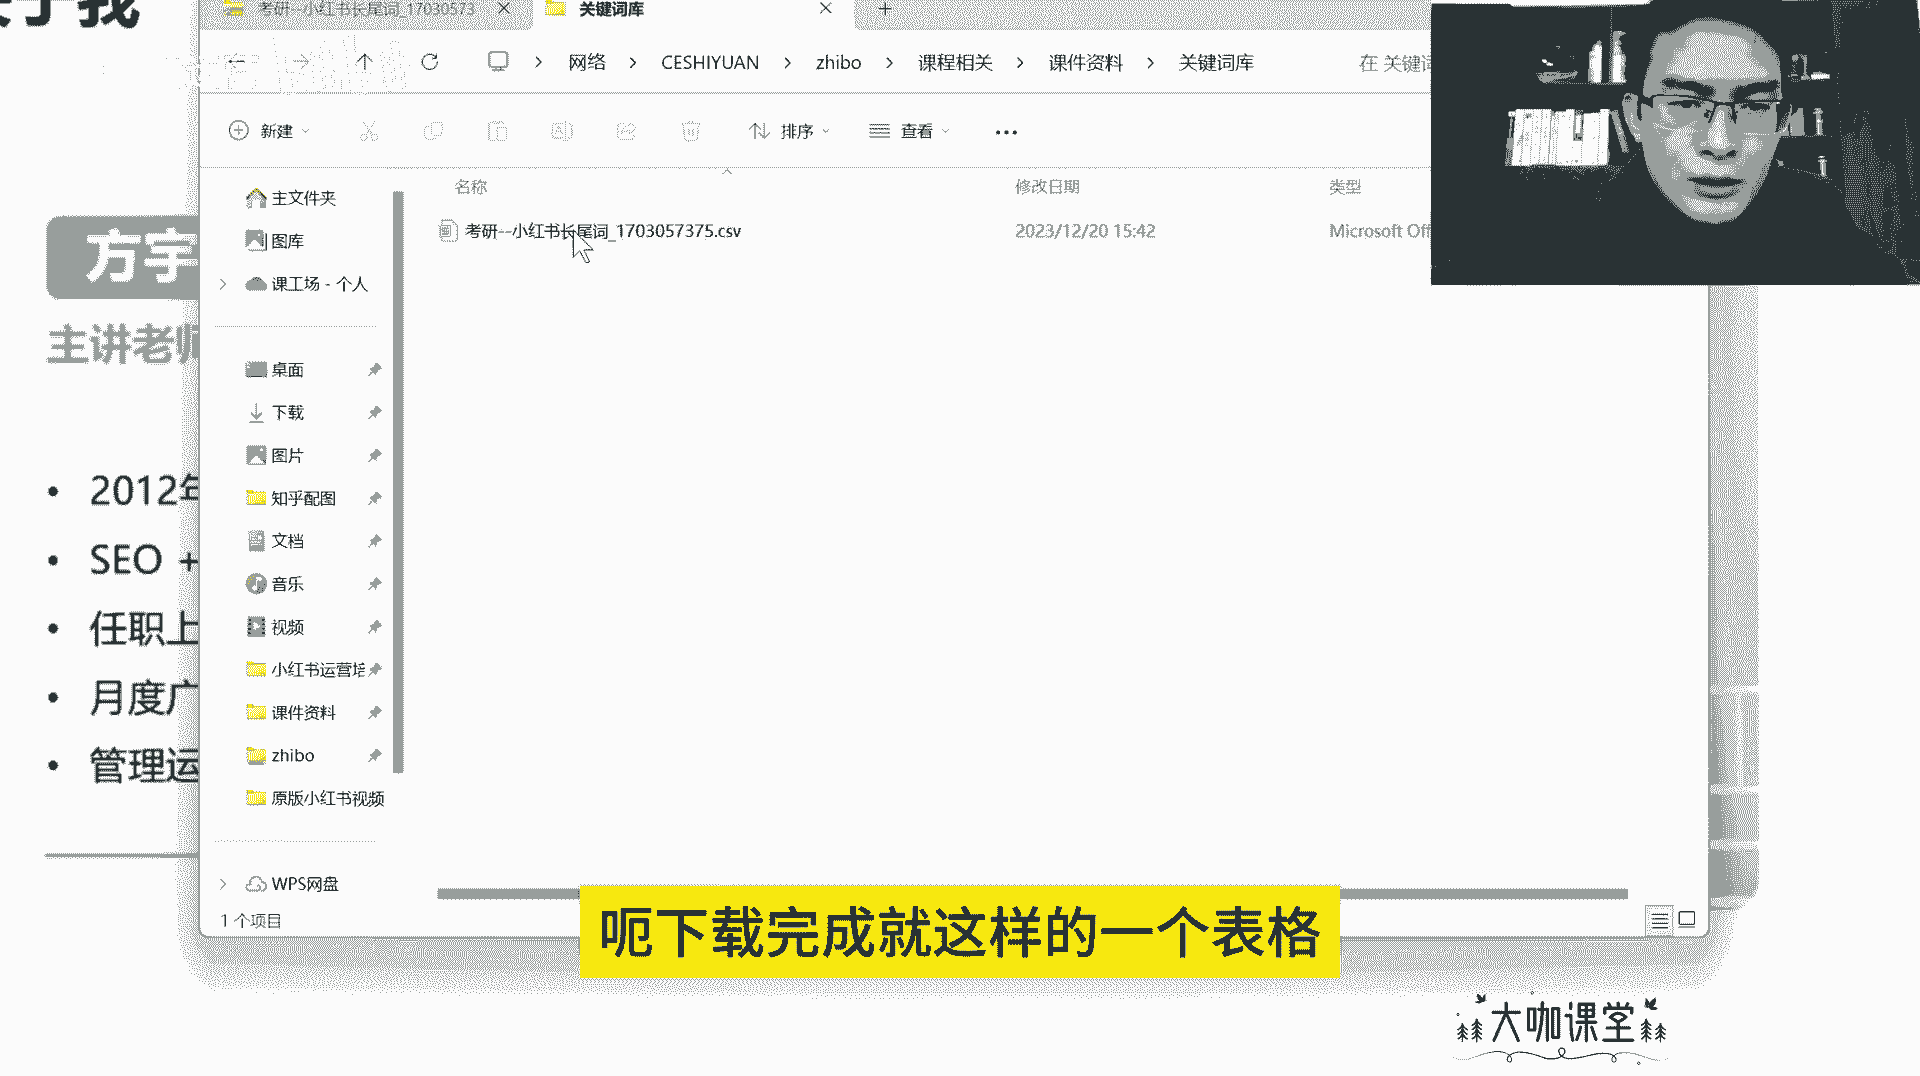 考研--小红书长尾词_17030573
关键词库
网络 CESHIYUAN zhibo 课程相关 课件资料 关键词库
在 关键词
新建
排序
查看
名称 修改日期 类型
考研--小红书长尾词_1703057375.csv 2023/12/20 15:42 Microsoft Off
主文件夹
图库
课工场 - 个人
桌面
下载
图片
知乎配图
文档
音乐
视频
小红书运营培
课件资料
zhibo
原版小红书视频
WPS网盘
1 个项目
于我
方宇
主讲老师
• 2012年
• SEO +
• 任职上
• 月度广
• 管理运
呃下载完成就这样的一个表格
大咖课堂